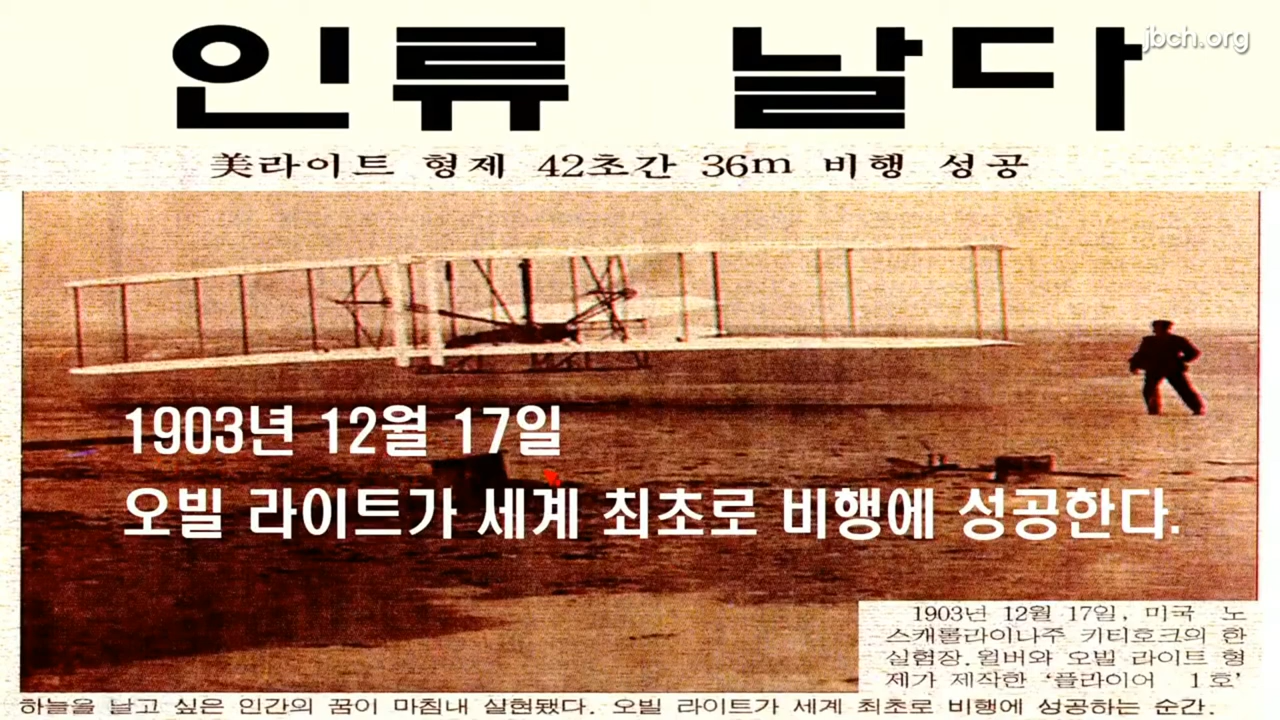 인류 날다
jbch.org
美라이트 형제 42초간 36m 비행 성공
1903년 12월 17일
오빌 라이트가 세계 최초로 비행에 성공한다.
1903년 12월 17일, 미국 노
스캐롤라이나주 키티호크의 한
실험장. 윌버와 오빌 라이트 형
제가 제작한 ‘플라이어 1호’
하늘을 날고 싶은 인간의 꿈이 마침내 실현됐다. 오빌 라이트가 세계 최초로 비행에 성공하는 순간.